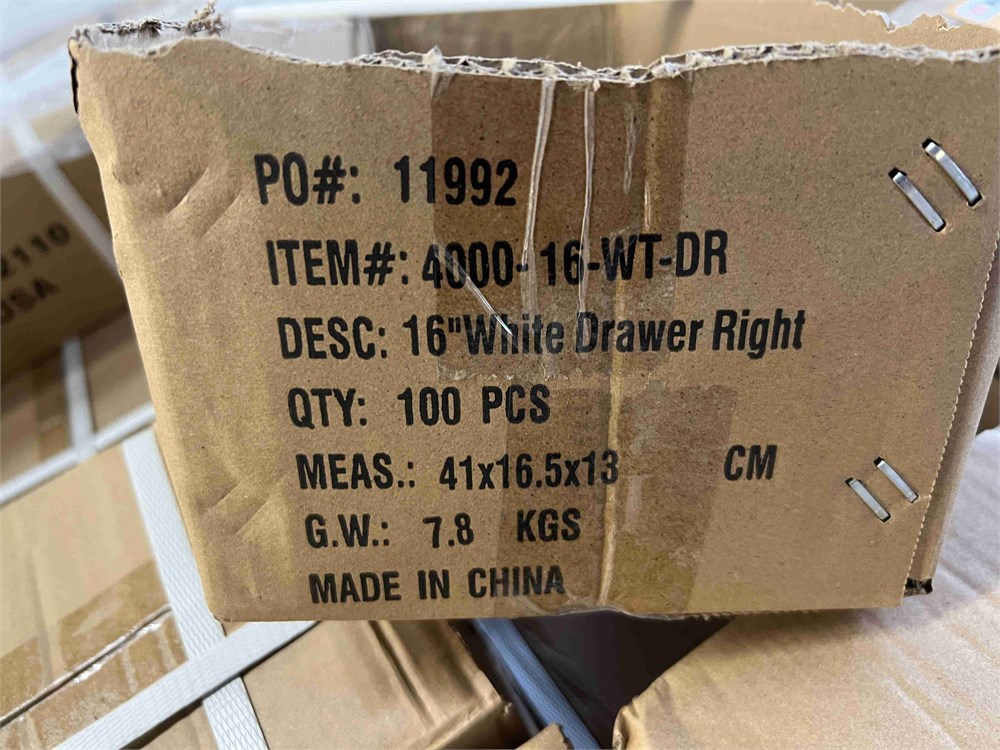 PO#: 11992
ITEM#: 4000-16-WT-DR
DESC: 16"White Drawer Right
QTY: 100 PCS
MEAS.: 41x16.5x13 CM
G.W.: 7.8 KGS
MADE IN CHINA
2110